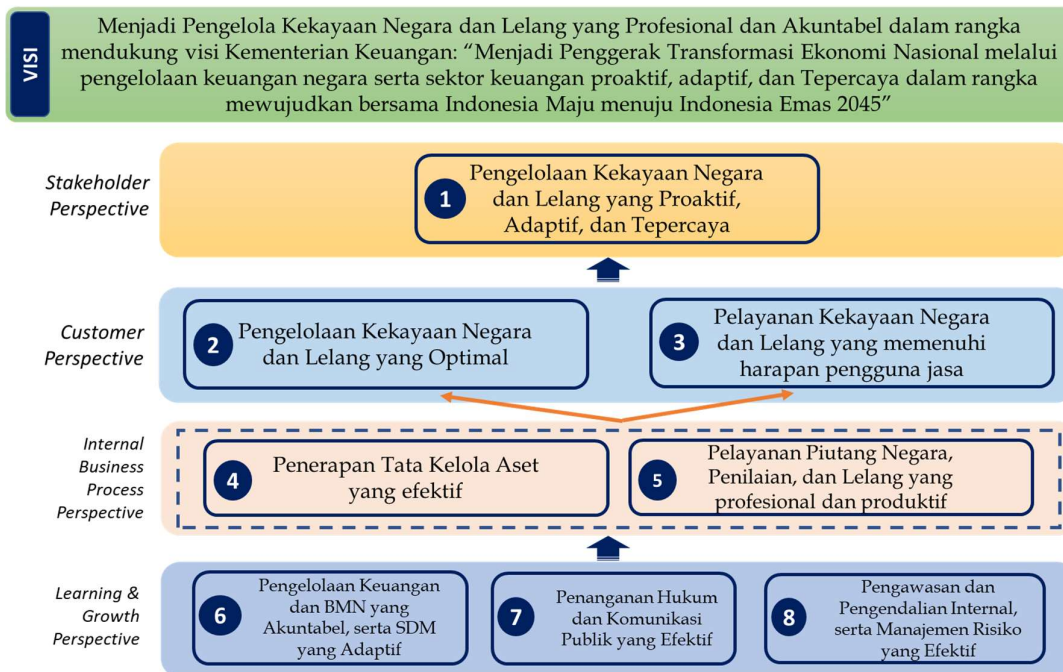 VISI
Menjadi Pengelola Kekayaan Negara dan Lelang yang Profesional dan Akuntabel dalam rangka
mendukung visi Kementerian Keuangan: “Menjadi Penggerak Transformasi Ekonomi Nasional melalui
pengelolaan keuangan negara serta sektor keuangan proaktif, adaptif, dan Tepercaya dalam rangka
mewujudkan bersama Indonesia Maju menuju Indonesia Emas 2045”
Stakeholder
Perspective
1
Pengelolaan Kekayaan Negara
dan Lelang yang Proaktif,
Adaptif, dan Tepercaya
Customer
Perspective
2
Pengelolaan Kekayaan Negara
dan Lelang yang Optimal
3
Pelayanan Kekayaan Negara
dan Lelang yang memenuhi
harapan pengguna jasa
Internal
Business
Process
Perspective
4
Penerapan Tata Kelola Aset
yang efektif
5
Pelayanan Piutang Negara,
Penilaian, dan Lelang yang
profesional dan produktif
Learning &
Growth
Perspective
6
Pengelolaan Keuangan
dan BMN yang
Akuntabel, serta SDM
yang Adaptif
7
Penanganan Hukum
dan Komunikasi
Publik yang Efektif
8
Pengawasan dan
Pengendalian Internal,
serta Manajemen Risiko
yang Efektif